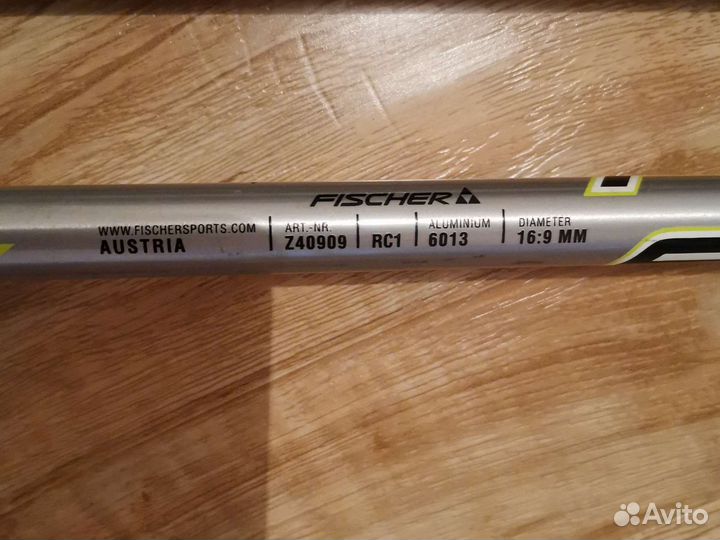 FISCHER
WWW.FISCHERSPORTS.COM
AUSTRIA
ART.-NR.
Z40909
RC1
ALUMINIUM
6013
DIAMETER
16:9 MM
Avito